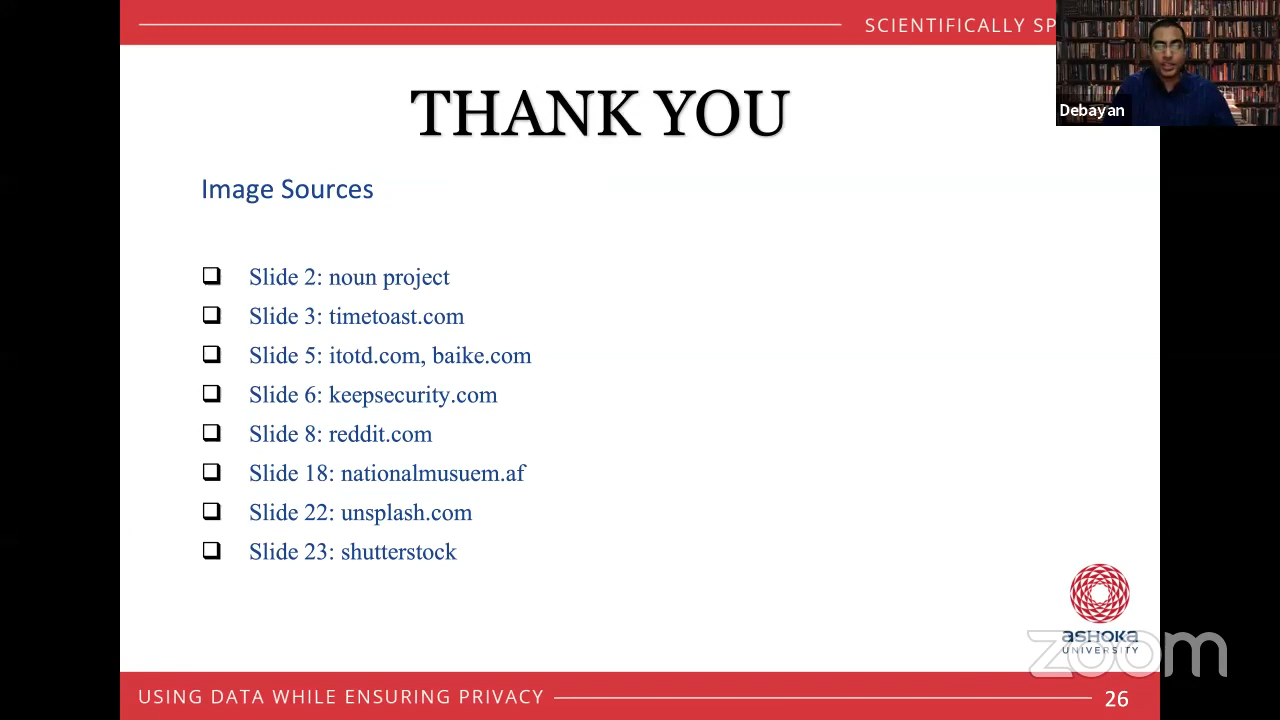 SCIENTIFICALLY SP
Debayan
THANK YOU
Image Sources
❑ Slide 2: noun project
❑ Slide 3: timetoast.com
❑ Slide 5: itotd.com, baike.com
❑ Slide 6: keepsecurity.com
❑ Slide 8: reddit.com
❑ Slide 18: nationalmusuem.af
❑ Slide 22: unsplash.com
❑ Slide 23: shutterstock
ASHOKA
UNIVERSITY
zoom
USING DATA WHILE ENSURING PRIVACY
26